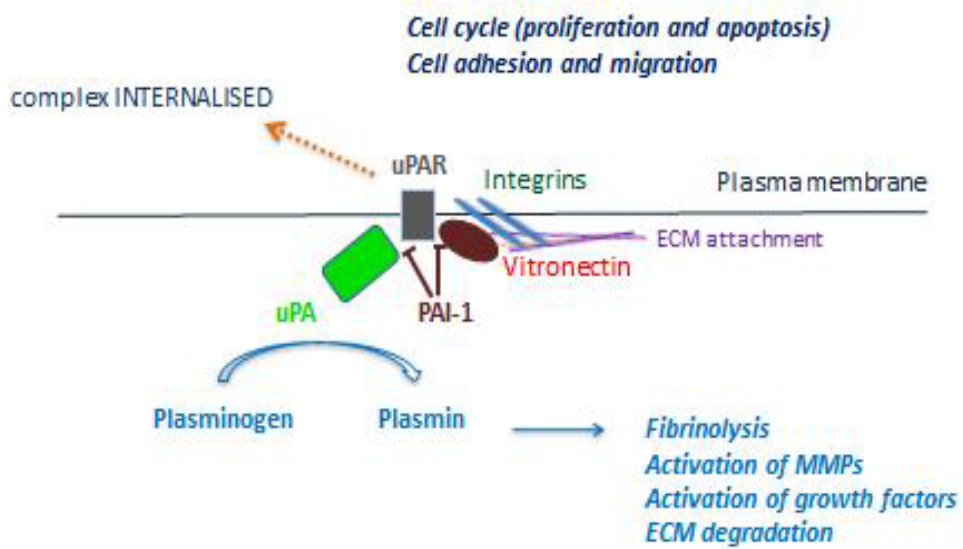 Cell cycle (proliferation and apoptosis)
Cell adhesion and migration
complex INTERNALISED
uPAR
Integrins
Plasma membrane
ECM attachment
Vitronectin
uPA
PAI-1
Plasminogen
Plasmin
Fibrinolysis
Activation of MMPs
Activation of growth factors
ECM degradation